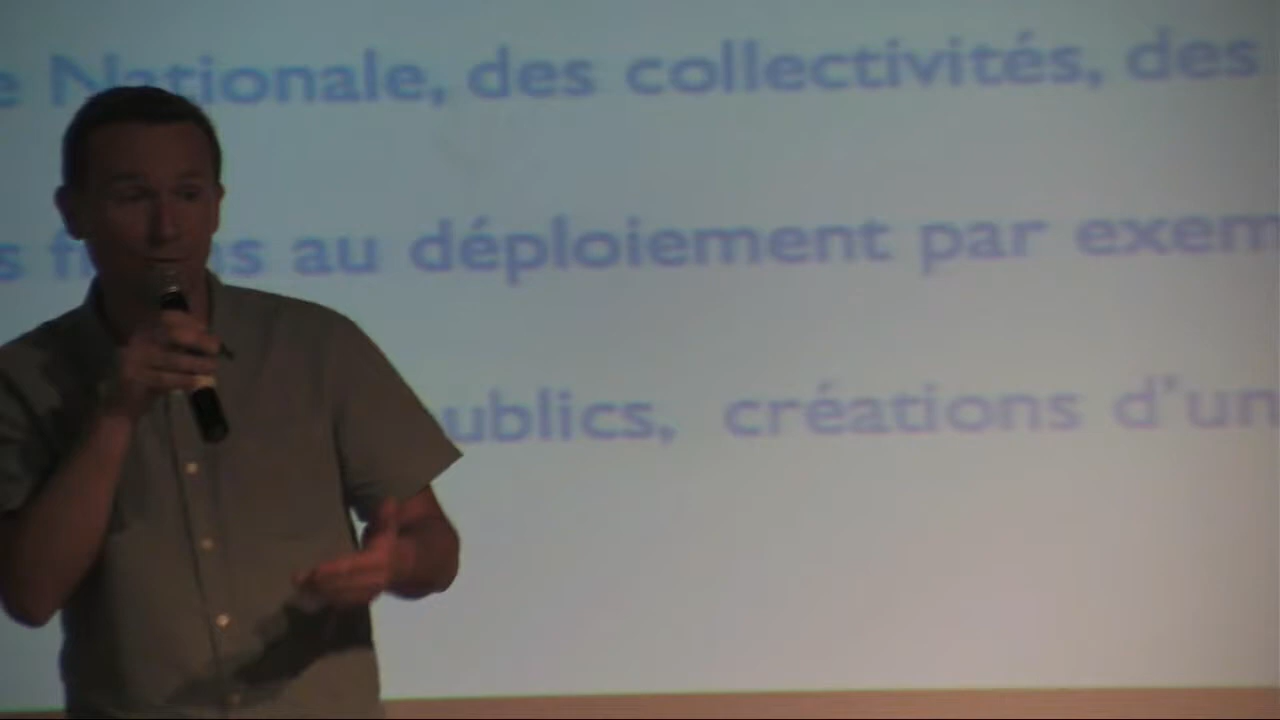 e Nationale, des collectivités, des
s au déploiement par exem
ublics, créations d'un